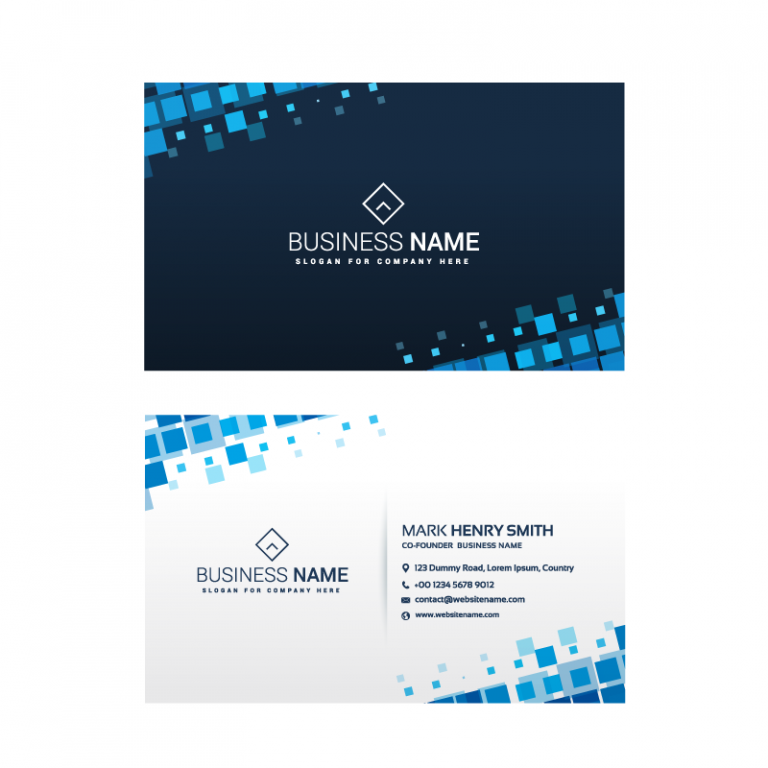 BUSINESS NAME
SLOGAN FOR COMPANY HERE
BUSINESS NAME
SLOGAN FOR COMPANY HERE
MARK HENRY SMITH
CO-FOUNDER BUSINESS NAME
123 Dummy Road, Lorem Ipsum, Country
+00 1234 5678 9012
contact@websitename.com
www.websitename.com